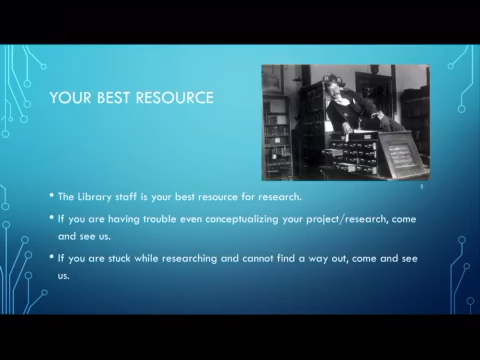 YOUR BEST RESOURCE
5
• The Library staff is your best resource for research.
• If you are having trouble even conceptualizing your project/research, come
and see us.
• If you are stuck while researching and cannot find a way out, come and see
us.